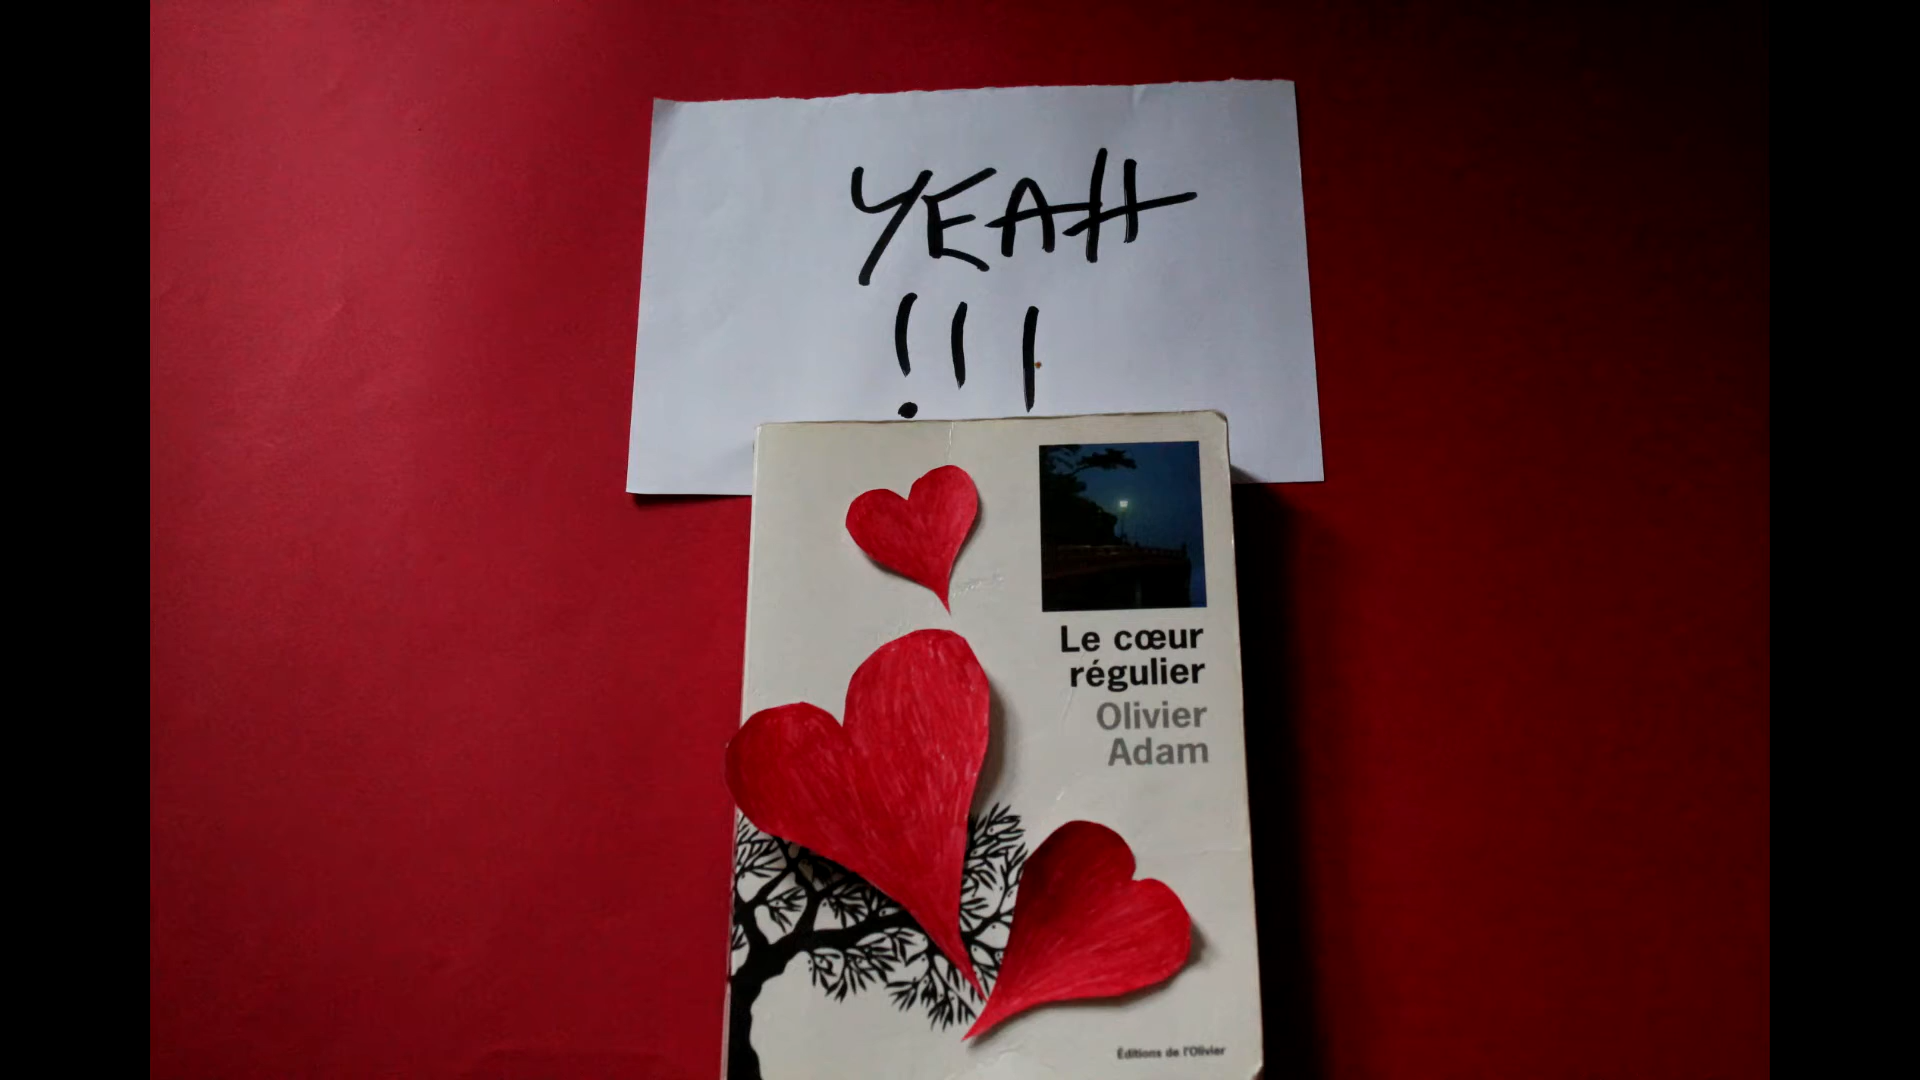 YEAH
!!!
Le cœur
régulier
Olivier
Adam
Éditions de l'Olivier